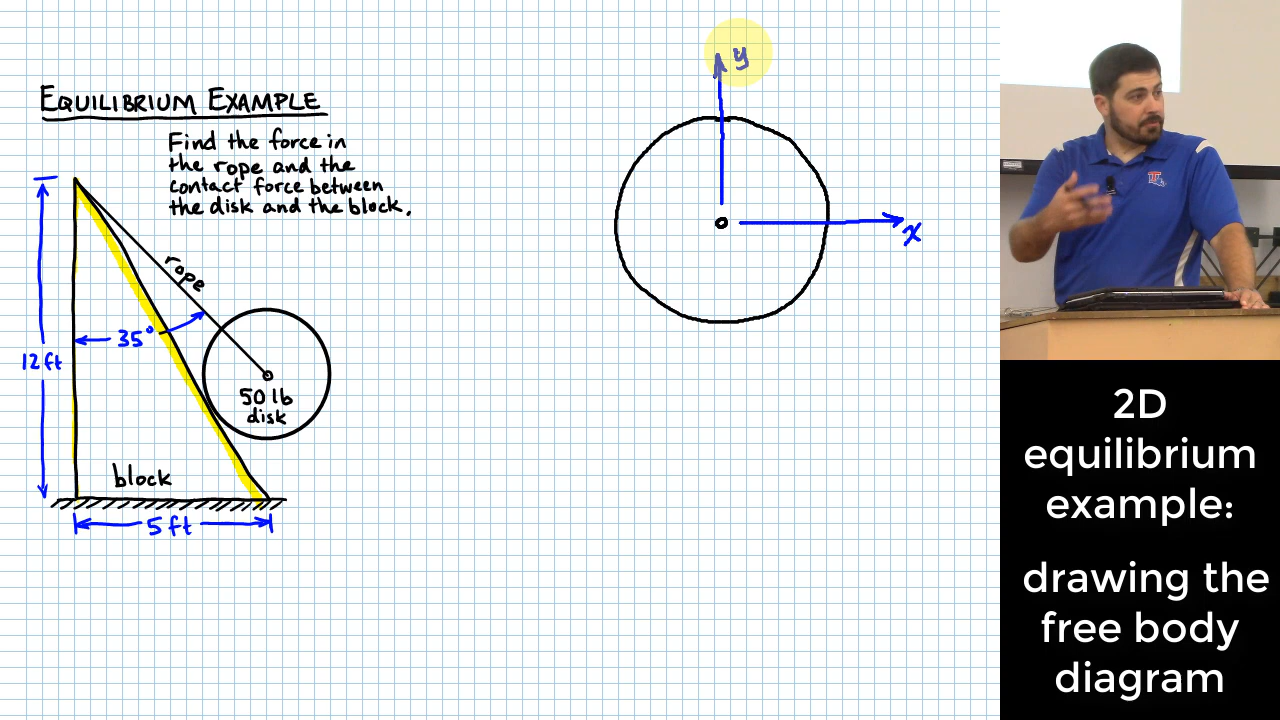 EQUILIBRIUM EXAMPLE
Find the force in
the rope and the
contact force between
the disk and the block.
rope
35°
12 ft
50 lb
disk
block
5 ft
y
x
2D
equilibrium
example:
drawing the
free body
diagram